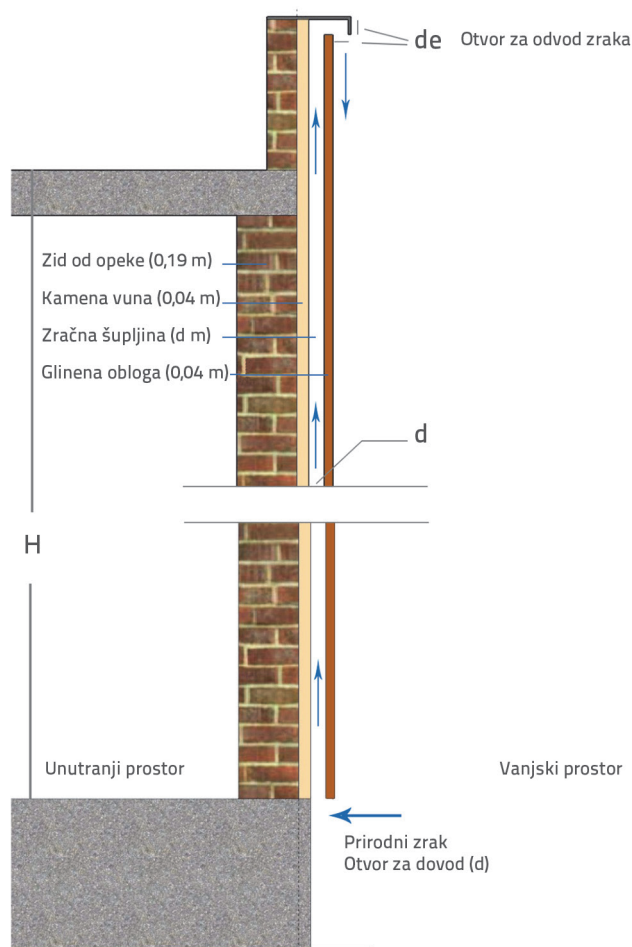 de
Otvor za odvod zraka
Zid od opeke (0,19 m)
Kamena vuna (0,04 m)
Zračna šupljina (d m)
Glinena obloga (0,04 m)
d
H
Unutranji prostor
Vanjski prostor
Prirodni zrak
Otvor za dovod (d)